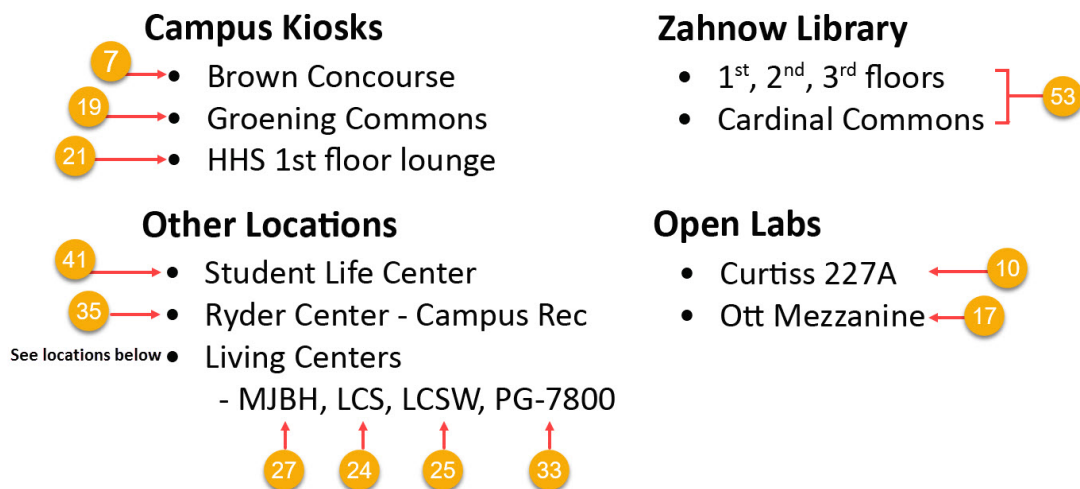 Campus Kiosks
7 • Brown Concourse
19 • Groening Commons
21 • HHS 1st floor lounge
Zahnow Library
• 1st, 2nd, 3rd floors
• Cardinal Commons
53
Other Locations
41 • Student Life Center
35 • Ryder Center - Campus Rec
See locations below • Living Centers
- MJBH, LCS, LCSW, PG-7800
27 24 25 33
Open Labs
• Curtiss 227A 10
• Ott Mezzanine 17